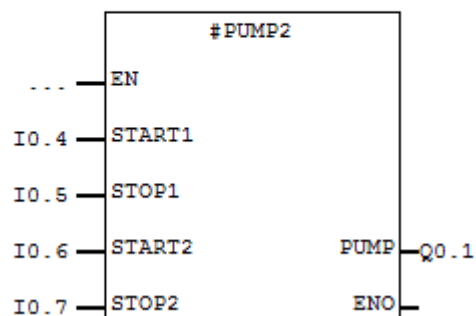 #PUMP2
... EN
I0.4 START1
I0.5 STOP1
I0.6 START2 PUMP Q0.1
I0.7 STOP2 ENO